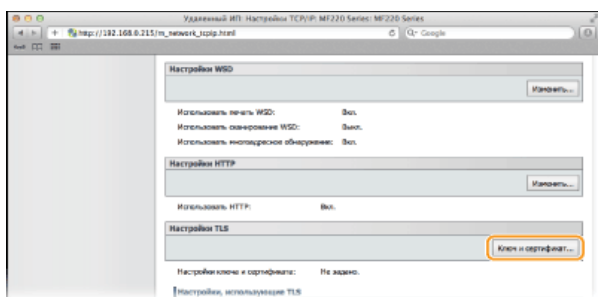 Удаленный ИП: Настройки TCP/IP: MF220 Series: MF220 Series
http://192.168.0.215/m_network_tcpip.html
Google
Настройки WSD
Изменить...
Использовать печать WSD: Вкл.
Использовать сканирование WSD: Выкл.
Использовать многоадресное обнаружение: Вкл.
Настройки HTTP
Изменить...
Использовать HTTP: Вкл.
Настройки TLS
Ключ и сертификат...
Настройки ключа и сертификата: Не задано.
Настройки, использующие TLS